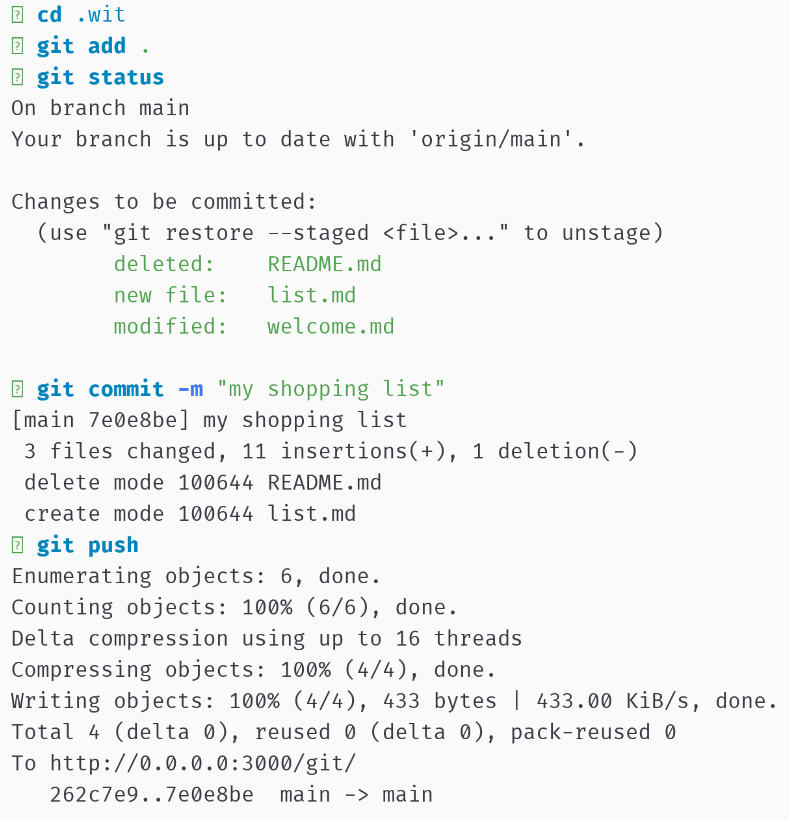 cd .wit
git add .
git status
On branch main
Your branch is up to date with 'origin/main'.
Changes to be committed:
(use "git restore --staged <file>..." to unstage)
deleted: README.md
new file: list.md
modified: welcome.md
git commit -m "my shopping list"
[main 7e0e8be] my shopping list
3 files changed, 11 insertions(+), 1 deletion(-)
delete mode 100644 README.md
create mode 100644 list.md
git push
Enumerating objects: 6, done.
Counting objects: 100% (6/6), done.
Delta compression using up to 16 threads
Compressing objects: 100% (4/4), done.
Writing objects: 100% (4/4), 433 bytes | 433.00 KiB/s, done.
Total 4 (delta 0), reused 0 (delta 0), pack-reused 0
To http://0.0.0.0:3000/git/
262c7e9..7e0e8be main -> main